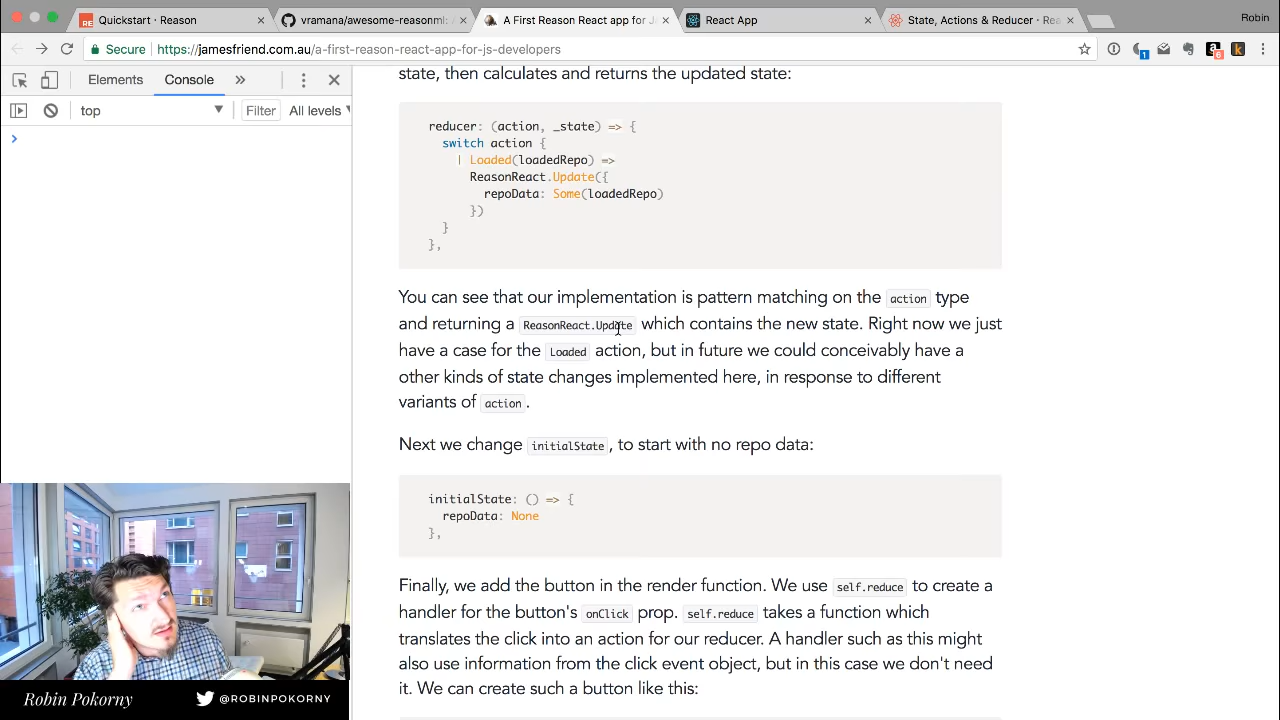 Quickstart · Reason
vramana/awesome-reasonml:
A First Reason React app for Ja
React App
State, Actions & Reducer · Rea
Robin
Secure
https://jamesfriend.com.au/a-first-reason-react-app-for-js-developers
1
6
k
Elements
Console
top
Filter
All levels
state, then calculates and returns the updated state:
reducer: (action, _state) => {
switch action {
| Loaded(loadedRepo) =>
ReasonReact.Update({
repoData: Some(loadedRepo)
})
}
},
You can see that our implementation is pattern matching on the action type
and returning a ReasonReact.Update which contains the new state. Right now we just
have a case for the Loaded action, but in future we could conceivably have a
other kinds of state changes implemented here, in response to different
variants of action.
Next we change initialState, to start with no repo data:
initialState: () => {
repoData: None
},
Finally, we add the button in the render function. We use self.reduce to create a
handler for the button's onClick prop. self.reduce takes a function which
translates the click into an action for our reducer. A handler such as this might
also use information from the click event object, but in this case we don't need
it. We can create such a button like this:
Robin Pokorny
@ROBINPOKORNY